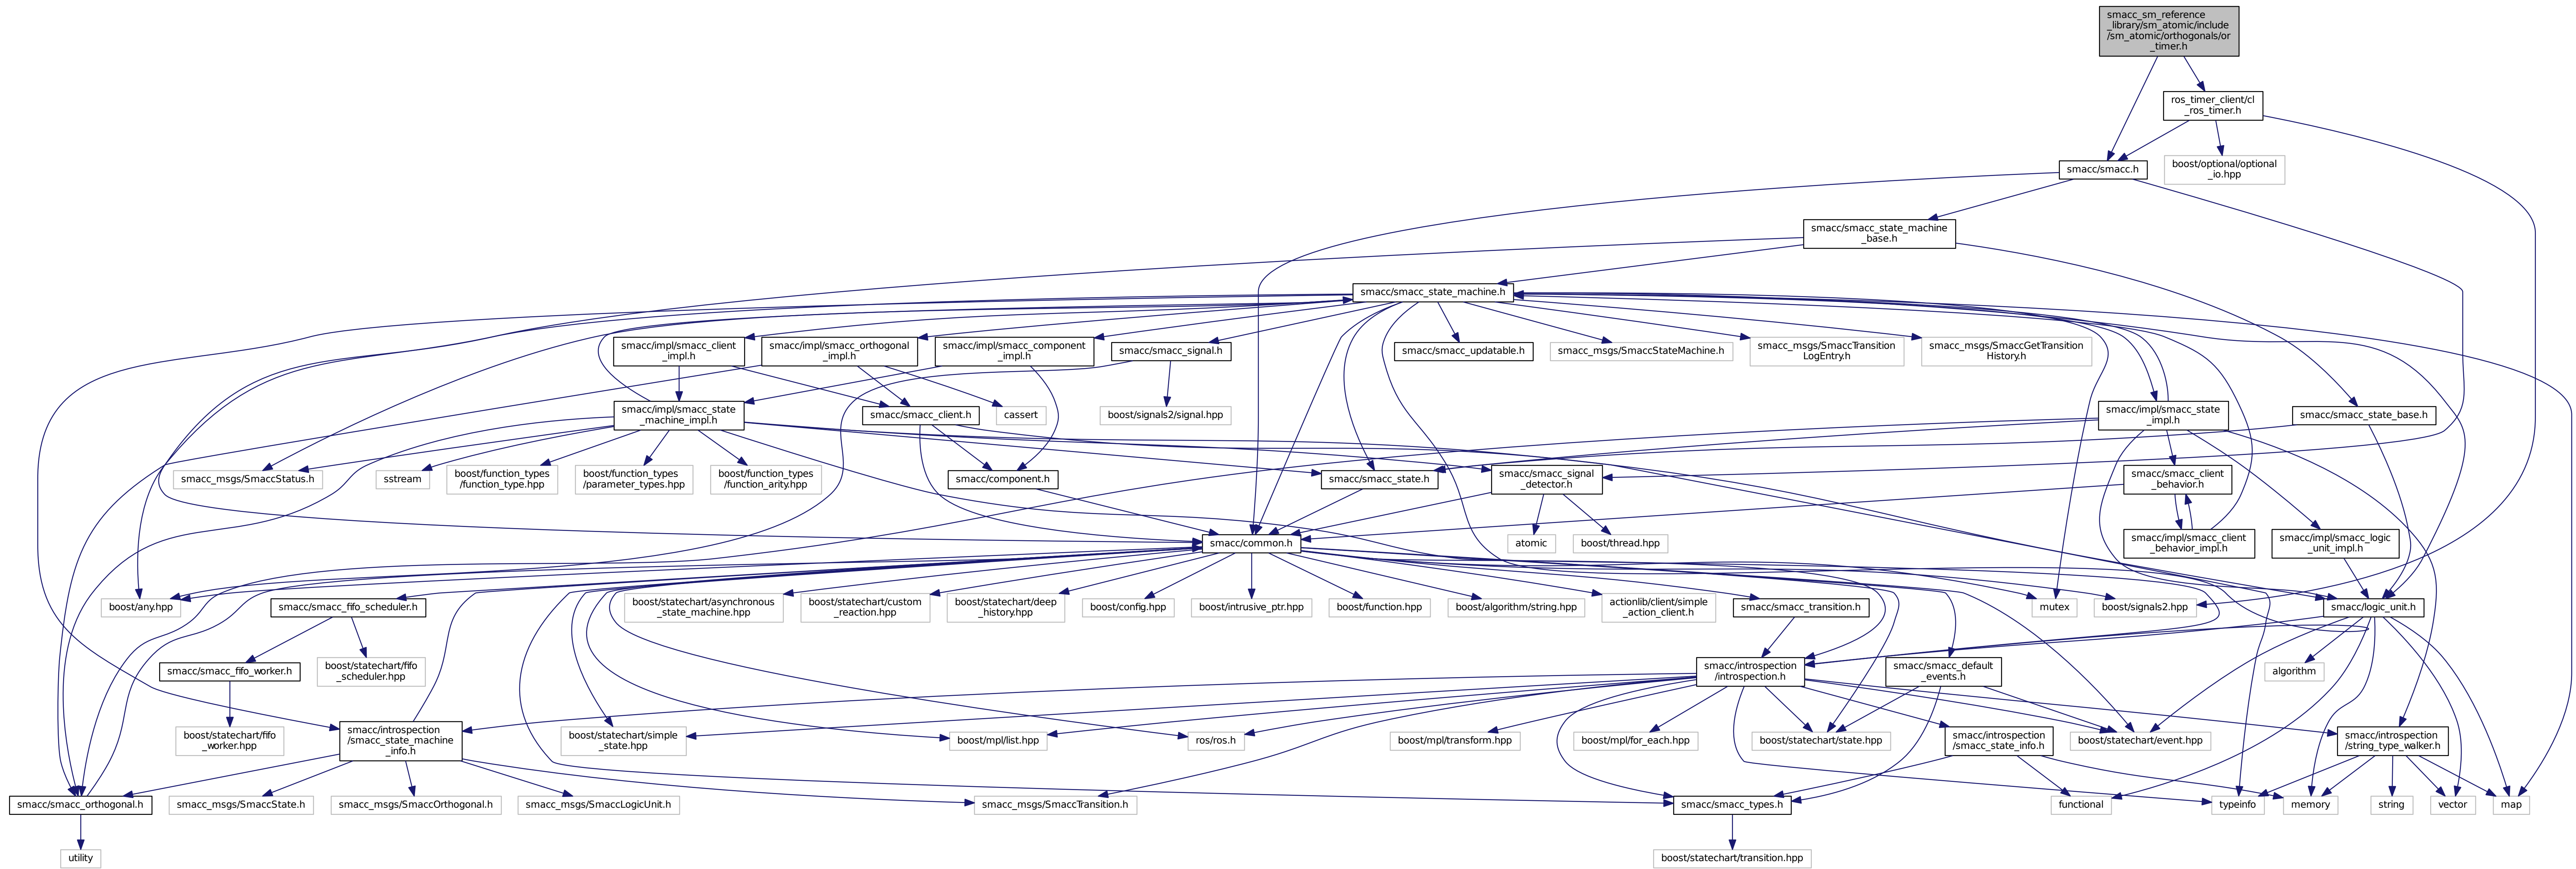 smacc_sm_reference
_library/sm_atomic/include
/sm_atomic/orthogonals/or
_timer.h
ros_timer_client/cl
_ros_timer.h
smacc/smacc.h
boost/optional/optional
_io.hpp
smacc/smacc_state_machine
_base.h
smacc/smacc_state_machine.h
smacc/impl/smacc_client
_impl.h
smacc/impl/smacc_orthogonal
_impl.h
smacc/impl/smacc_component
_impl.h
smacc/smacc_signal.h
smacc/smacc_updatable.h
smacc_msgs/SmaccStateMachine.h
smacc_msgs/SmaccTransition
LogEntry.h
smacc_msgs/SmaccGetTransition
History.h
smacc/impl/smacc_state
_machine_impl.h
smacc/smacc_client.h
cassert
boost/signals2/signal.hpp
smacc/impl/smacc_state
_impl.h
smacc/smacc_state_base.h
smacc_msgs/SmaccStatus.h
sstream
boost/function_types
/function_type.hpp
boost/function_types
/parameter_types.hpp
boost/function_types
/function_arity.hpp
smacc/component.h
smacc/smacc_state.h
smacc/smacc_signal
_detector.h
smacc/smacc_client
_behavior.h
smacc/common.h
atomic
boost/thread.hpp
smacc/impl/smacc_client
_behavior_impl.h
smacc/impl/smacc_logic
_unit_impl.h
boost/any.hpp
smacc/smacc_fifo_scheduler.h
boost/statechart/asynchronous
_state_machine.hpp
boost/statechart/custom
_reaction.hpp
boost/statechart/deep
_history.hpp
boost/config.hpp
boost/intrusive_ptr.hpp
boost/function.hpp
boost/algorithm/string.hpp
actionlib/client/simple
_action_client.h
smacc/smacc_transition.h
mutex
boost/signals2.hpp
smacc/logic_unit.h
smacc/smacc_fifo_worker.h
boost/statechart/fifo
_scheduler.hpp
smacc/introspection
/introspection.h
smacc/smacc_default
_events.h
algorithm
boost/statechart/fifo
_worker.hpp
smacc/introspection
/smacc_state_machine
_info.h
boost/statechart/simple
_state.hpp
boost/mpl/list.hpp
ros/ros.h
boost/mpl/transform.hpp
boost/mpl/for_each.hpp
boost/statechart/state.hpp
smacc/introspection
/smacc_state_info.h
boost/statechart/event.hpp
smacc/introspection
/string_type_walker.h
smacc/smacc_orthogonal.h
smacc_msgs/SmaccState.h
smacc_msgs/SmaccOrthogonal.h
smacc_msgs/SmaccLogicUnit.h
smacc_msgs/SmaccTransition.h
smacc/smacc_types.h
functional
typeinfo
memory
string
vector
map
utility
boost/statechart/transition.hpp